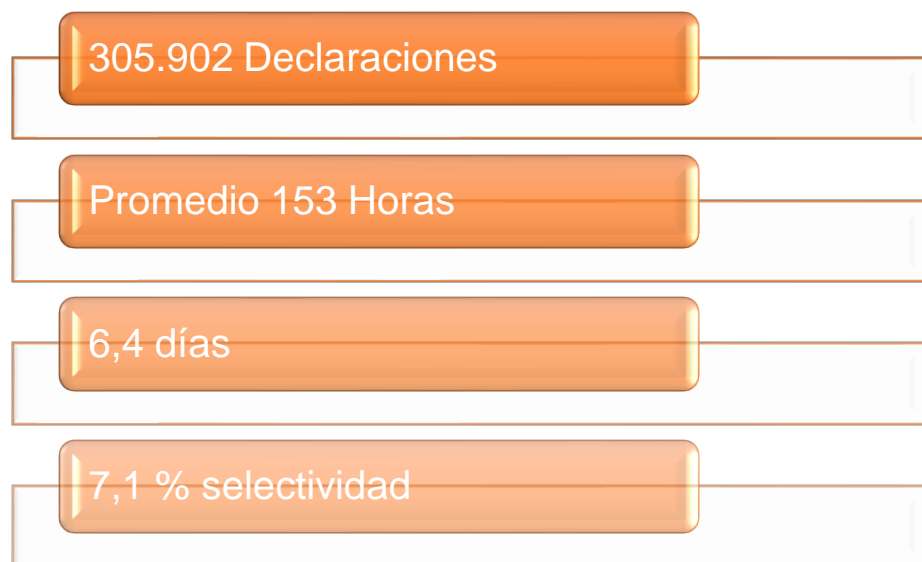 305.902 Declaraciones
Promedio 153 Horas
6,4 días
7,1 % selectividad